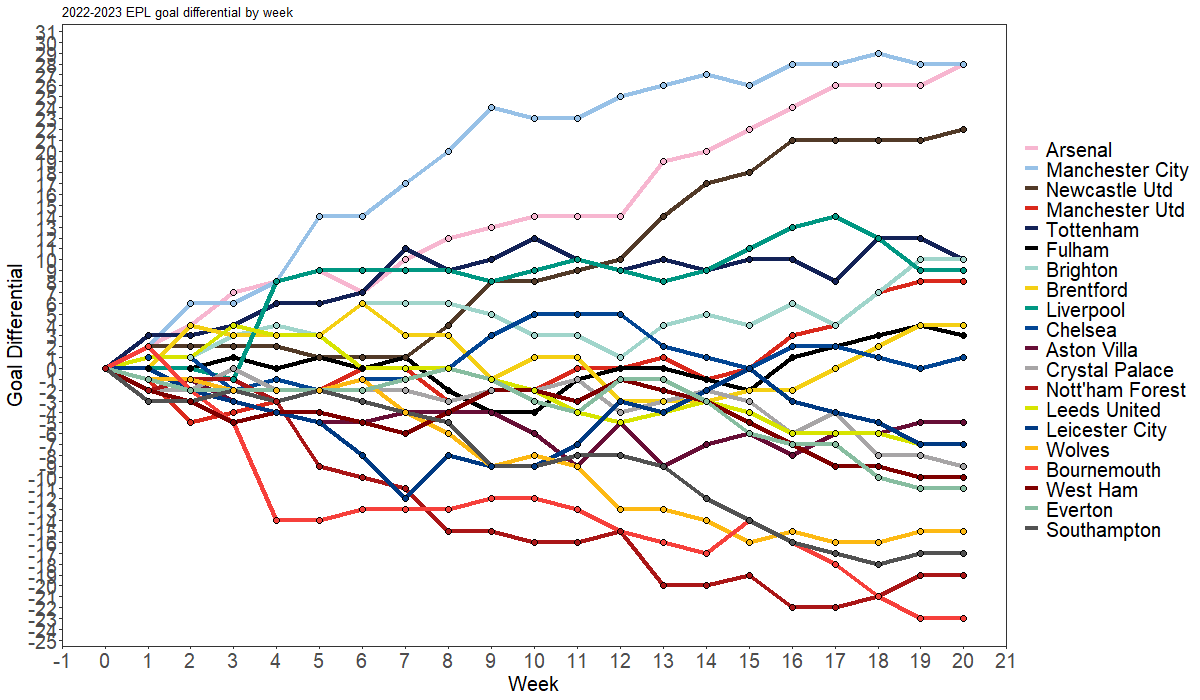 2022-2023 EPL goal differential by week
31
30
29
28
27
26
25
24
23
22
21
20
19
18
17
16
15
14
13
12
11
10
9
8
7
6
5
4
3
2
1
0
-1
-2
-3
-4
-5
-6
-7
-8
-9
-10
-11
-12
-13
-14
-15
-16
-17
-18
-19
-20
-21
-22
-23
-24
-25
Goal Differential
-1 0 1 2 3 4 5 6 7 8 9 10 11 12 13 14 15 16 17 18 19 20 21
Week
Arsenal
Manchester City
Newcastle Utd
Manchester Utd
Tottenham
Fulham
Brighton
Brentford
Liverpool
Chelsea
Aston Villa
Crystal Palace
Nott'ham Forest
Leeds United
Leicester City
Wolves
Bournemouth
West Ham
Everton
Southampton